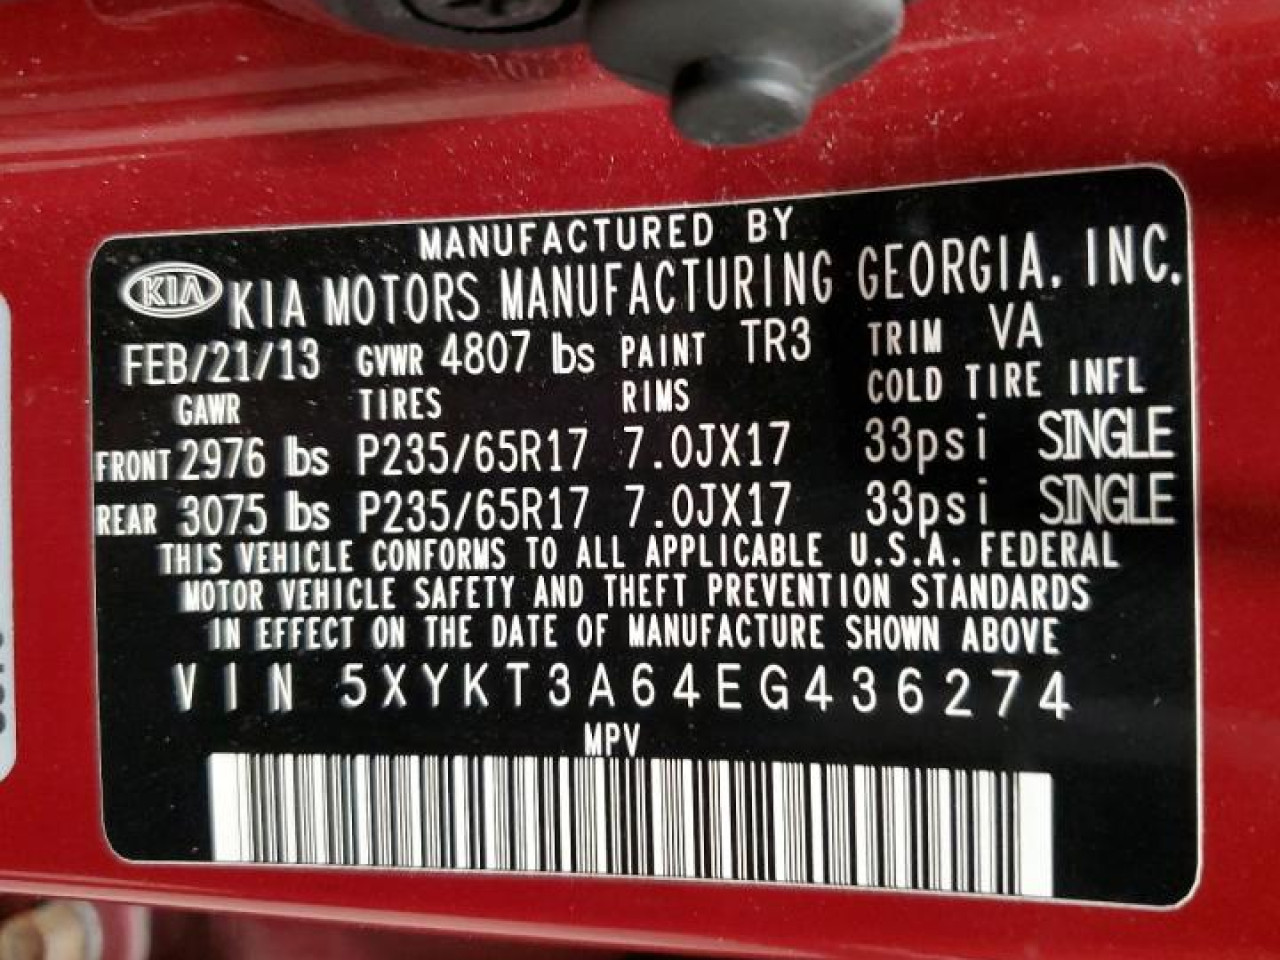 MANUFACTURED BY
KIA KIA MOTORS MANUFACTURING GEORGIA, INC.
FEB/21/13 GVWR 4807 lbs PAINT TR3 TRIM VA
GAWR TIRES RIMS COLD TIRE INFL
FRONT 2976 lbs P235/65R17 7.0JX17 33psi SINGLE
REAR 3075 lbs P235/65R17 7.0JX17 33psi SINGLE
THIS VEHICLE CONFORMS TO ALL APPLICABLE U.S.A. FEDERAL
MOTOR VEHICLE SAFETY AND THEFT PREVENTION STANDARDS
IN EFFECT ON THE DATE OF MANUFACTURE SHOWN ABOVE
VIN 5XYKT3A64EG436274
MPV